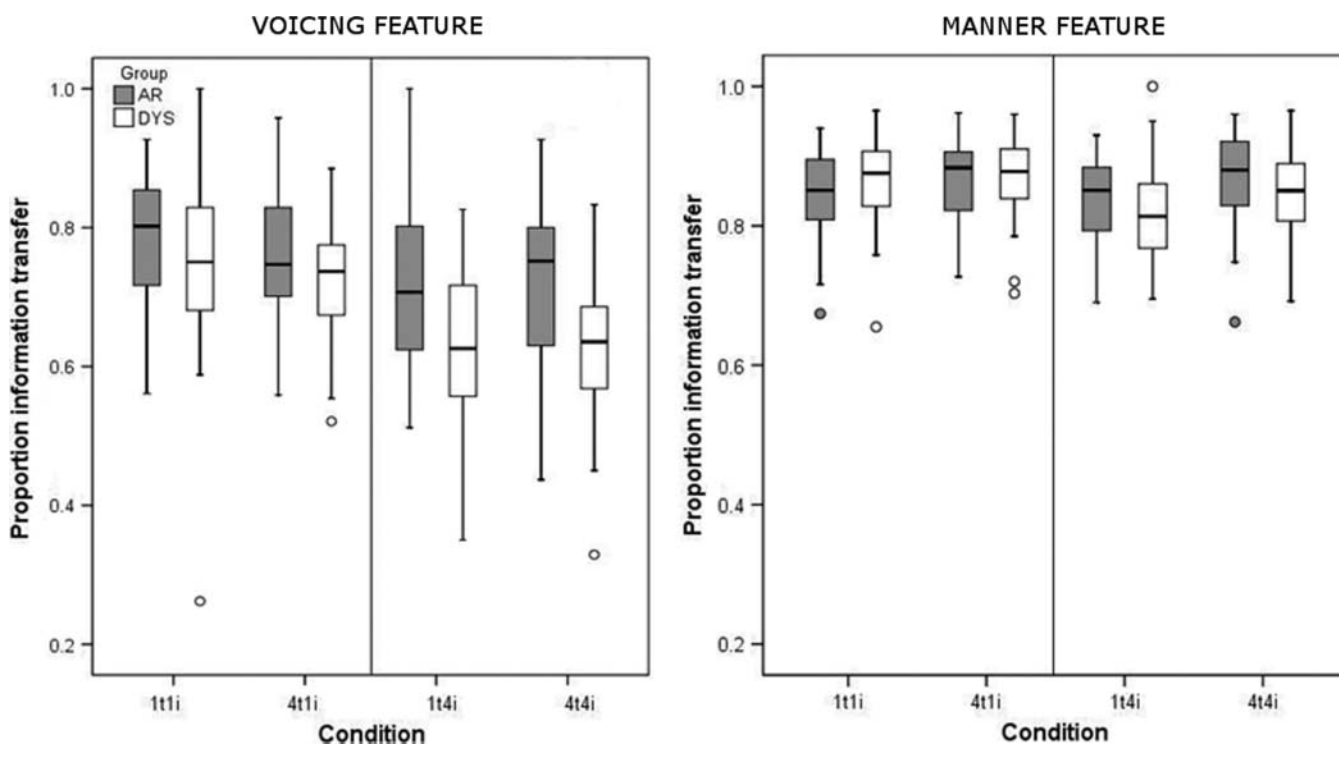 VOICING FEATURE
Group
AR
DYS
1.0
0.8
0.6
0.4
0.2
Proportion information transfer
1t1i
4t1i
1t4i
4t4i
Condition
MANNER FEATURE
1.0
0.8
0.6
0.4
0.2
Proportion information transfer
1t1i
4t1i
1t4i
4t4i
Condition